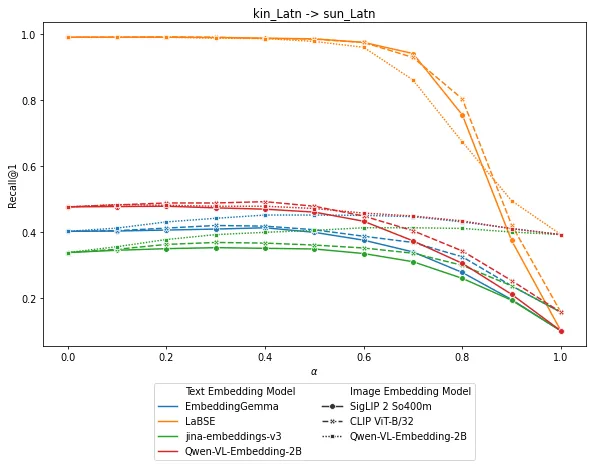 kin_Latn -> sun_Latn
Recall@1
1.0
0.8
0.6
0.4
0.2
0.0 0.2 0.4 0.6 0.8 1.0
α
Text Embedding Model Image Embedding Model
EmbeddingGemma SigLIP 2 So400m
LaBSE CLIP ViT-B/32
jina-embeddings-v3 Qwen-VL-Embedding-2B
Qwen-VL-Embedding-2B